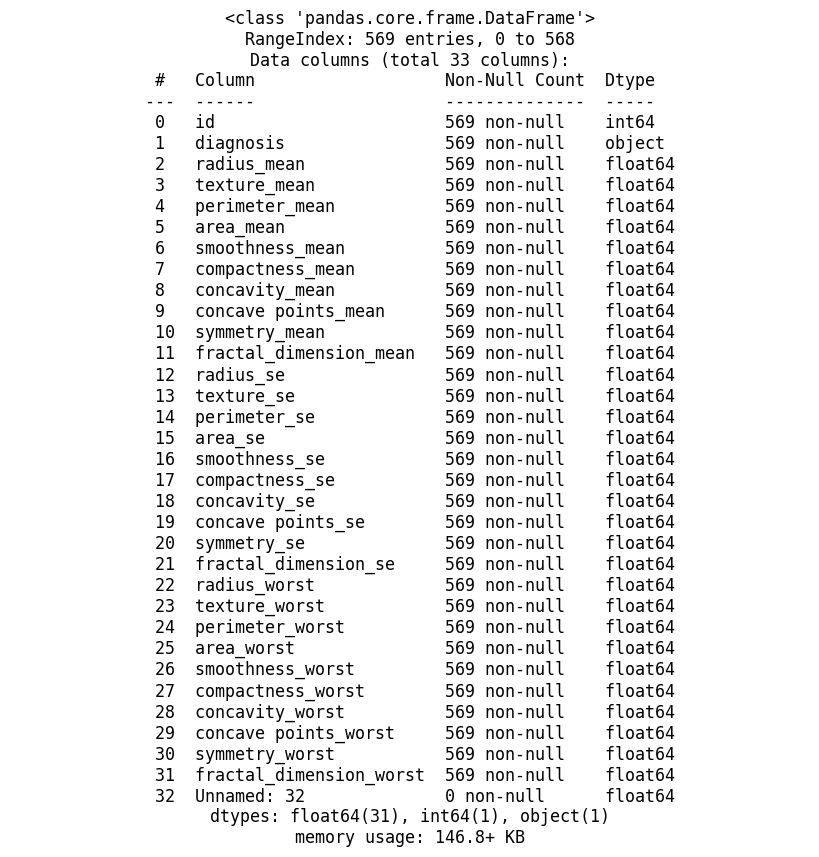 <class 'pandas.core.frame.DataFrame'>
RangeIndex: 569 entries, 0 to 568
Data columns (total 33 columns):
 #   Column                   Non-Null Count  Dtype
---  ------                   --------------  -----
 0   id                       569 non-null    int64
 1   diagnosis                569 non-null    object
 2   radius_mean              569 non-null    float64
 3   texture_mean             569 non-null    float64
 4   perimeter_mean           569 non-null    float64
 5   area_mean                569 non-null    float64
 6   smoothness_mean          569 non-null    float64
 7   compactness_mean         569 non-null    float64
 8   concavity_mean           569 non-null    float64
 9   concave points_mean      569 non-null    float64
 10  symmetry_mean            569 non-null    float64
 11  fractal_dimension_mean   569 non-null    float64
 12  radius_se                569 non-null    float64
 13  texture_se               569 non-null    float64
 14  perimeter_se             569 non-null    float64
 15  area_se                  569 non-null    float64
 16  smoothness_se            569 non-null    float64
 17  compactness_se           569 non-null    float64
 18  concavity_se             569 non-null    float64
 19  concave points_se        569 non-null    float64
 20  symmetry_se              569 non-null    float64
 21  fractal_dimension_se     569 non-null    float64
 22  radius_worst             569 non-null    float64
 23  texture_worst            569 non-null    float64
 24  perimeter_worst          569 non-null    float64
 25  area_worst               569 non-null    float64
 26  smoothness_worst         569 non-null    float64
 27  compactness_worst        569 non-null    float64
 28  concavity_worst          569 non-null    float64
 29  concave points_worst     569 non-null    float64
 30  symmetry_worst           569 non-null    float64
 31  fractal_dimension_worst  569 non-null    float64
 32  Unnamed: 32              0 non-null      float64
dtypes: float64(31), int64(1), object(1)
memory usage: 146.8+ KB